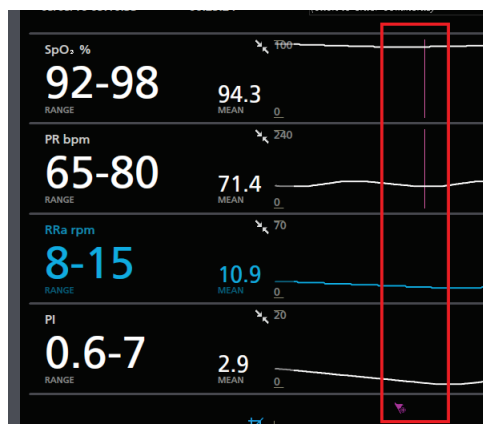 SpO₂ %
100
92-98
94.3
RANGE
MEAN
0
PR bpm
240
65-80
71.4
RANGE
MEAN
0
RRa rpm
70
8-15
10.9
RANGE
MEAN
0
PI
20
0.6-7
2.9
RANGE
MEAN
0